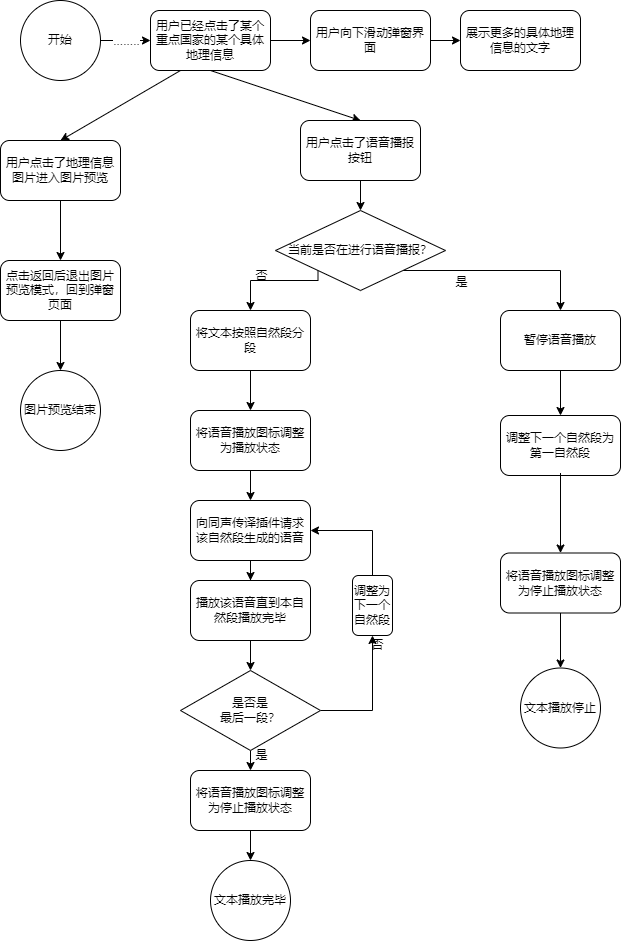 开始
........
用户已经点击了某个
重点国家的某个具体
地理信息
用户向下滑动弹窗界
面
展示更多的具体地理
信息的文字
用户点击了地理信息
图片进入图片预览
用户点击了语音播报
按钮
当前是否在进行语音播报？
否
是
点击返回后退出图片
预览模式，回到弹窗
页面
将文本按照自然段分
段
暂停语音播放
图片预览结束
将语音播放图标调整
为播放状态
调整下一个自然段为
第一自然段
向同声传译插件请求
该自然段生成的语音
播放该语音直到本自
然段播放完毕
调整为
下一个
自然段
否
将语音播放图标调整
为停止播放状态
是否是
最后一段？
是
文本播放停止
将语音播放图标调整
为停止播放状态
文本播放完毕